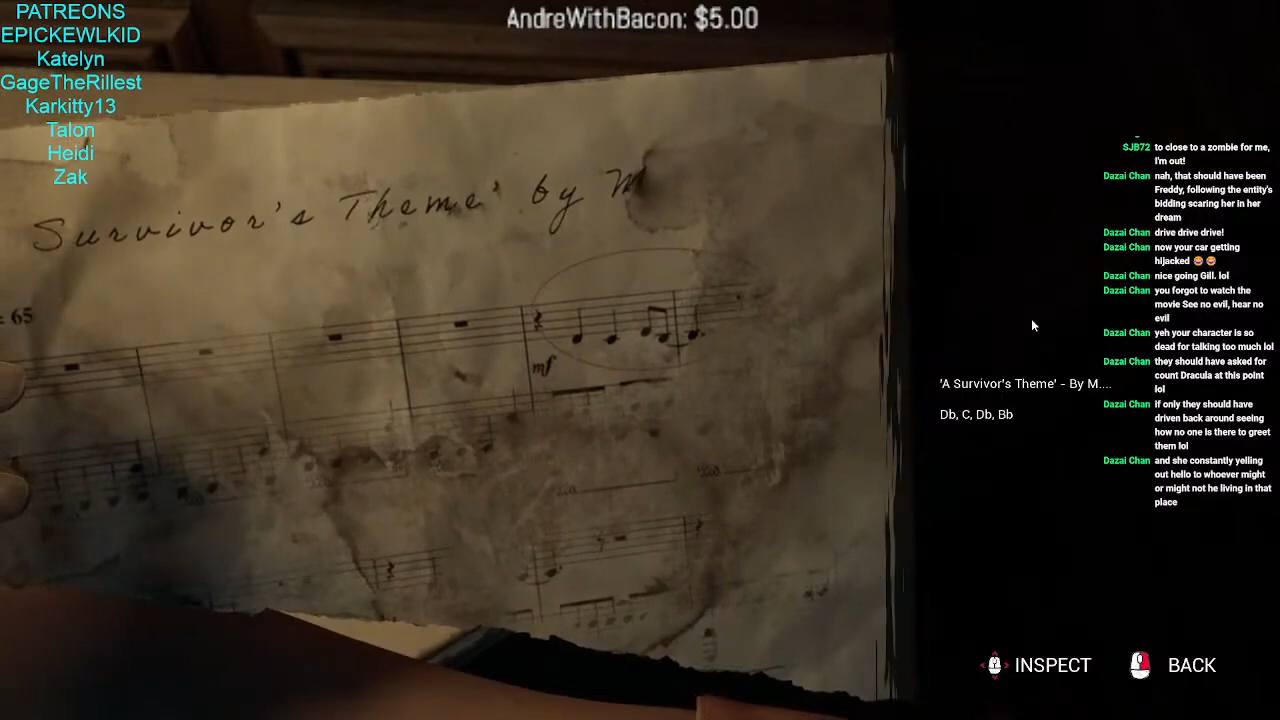 PATREONS
EPICKEWLKID
Katelyn
GageTheRillest
Karkitty13
Talon
Heidi
Zak
AndreWithBacon: $5.00
Survivor's Theme' by M
= 65
mf
'A Survivor's Theme' - By M....
Db, C, Db, Bb
SJB72 to close to a zombie for me,
I'm out!
Dazai Chan nah, that should have been
Freddy, following the entity's
bidding scaring her in her
dream
Dazai Chan drive drive drive!
Dazai Chan now your car getting
hijacked 😂 😂
Dazai Chan nice going Gill. lol
Dazai Chan you forgot to watch the
movie See no evil, hear no
evil
Dazai Chan yeh your character is so
dead for talking too much lol
Dazai Chan they should have asked for
count Dracula at this point
lol
Dazai Chan if only they should have
driven back around seeing
how no one is there to greet
them lol
Dazai Chan and she constantly yelling
out hello to whoever might
or might not he living in that
place
INSPECT
BACK